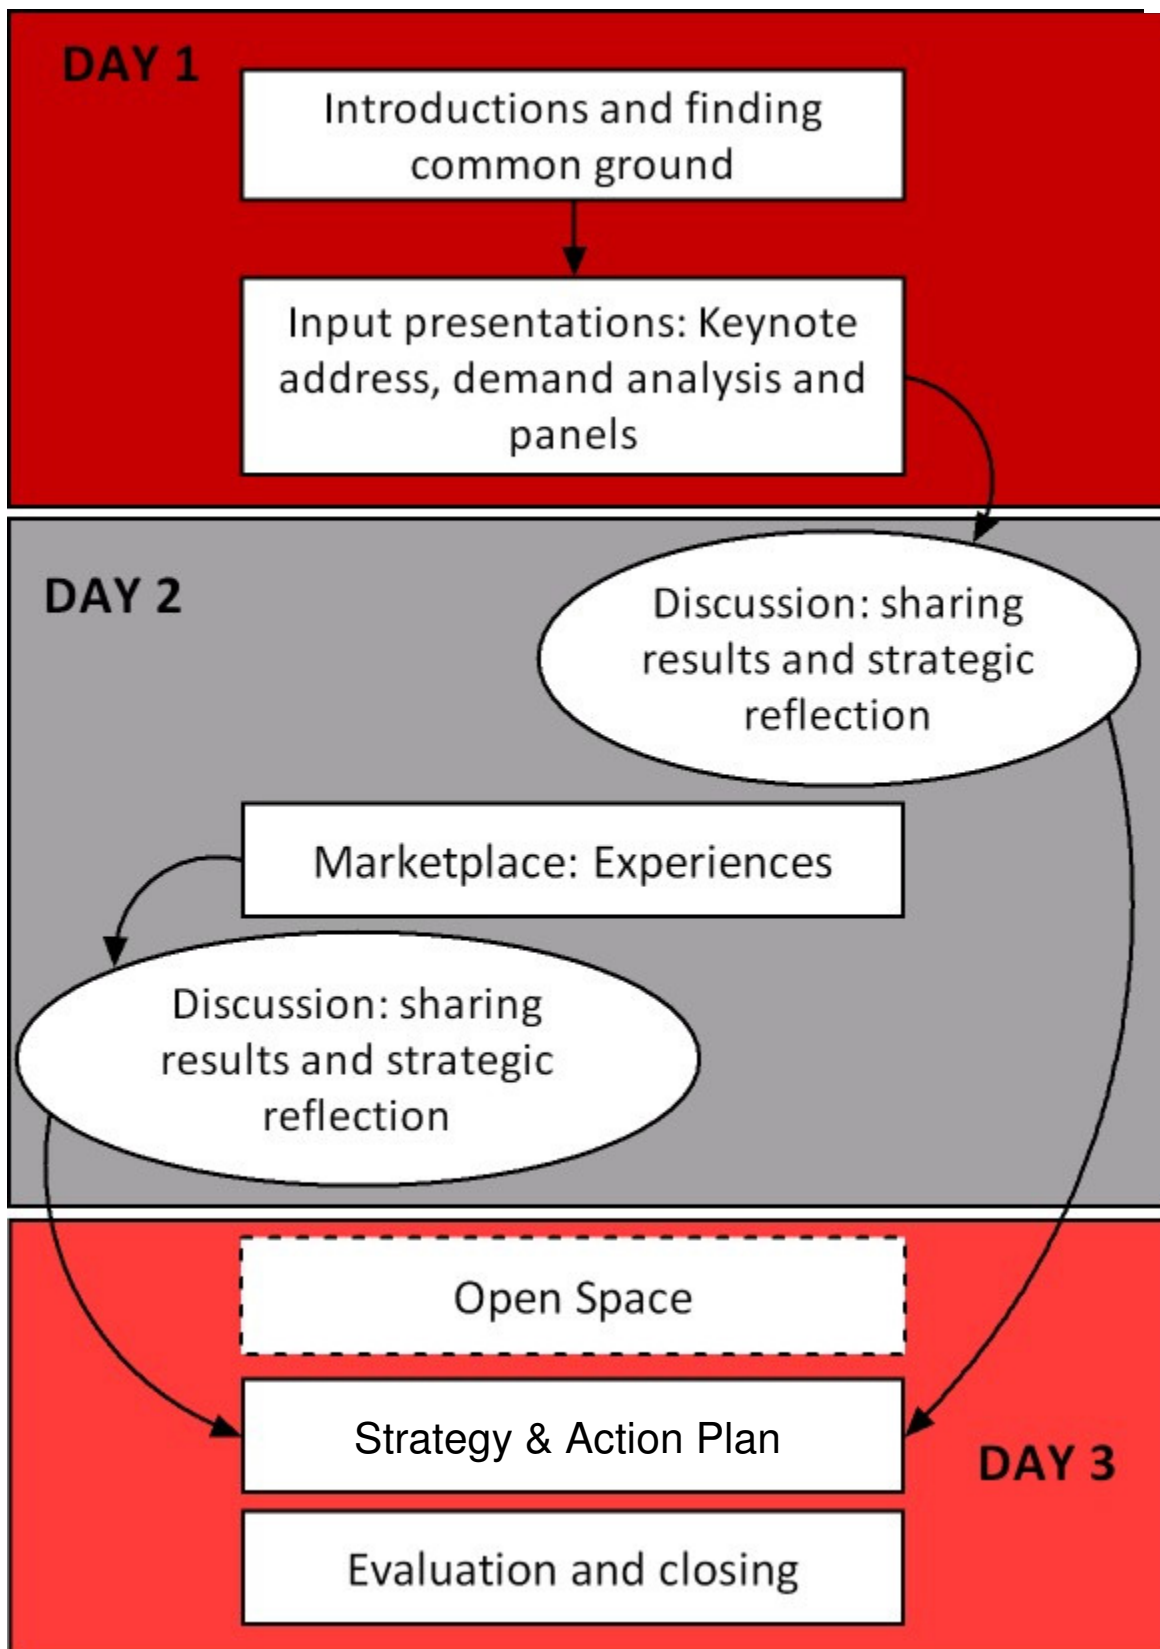 DAY 1
Introductions and finding
common ground
Input presentations: Keynote
address, demand analysis and
panels
DAY 2
Discussion: sharing
results and strategic
reflection
Marketplace: Experiences
Discussion: sharing
results and strategic
reflection
Open Space
Strategy & Action Plan
DAY 3
Evaluation and closing